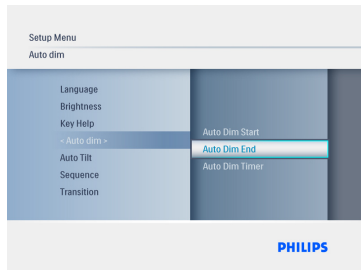 Setup Menu
Auto dim
Language
Brightness
Key Help
< Auto dim >
Auto Tilt
Sequence
Transition
Auto Dim Start
Auto Dim End
Auto Dim Timer
PHILIPS